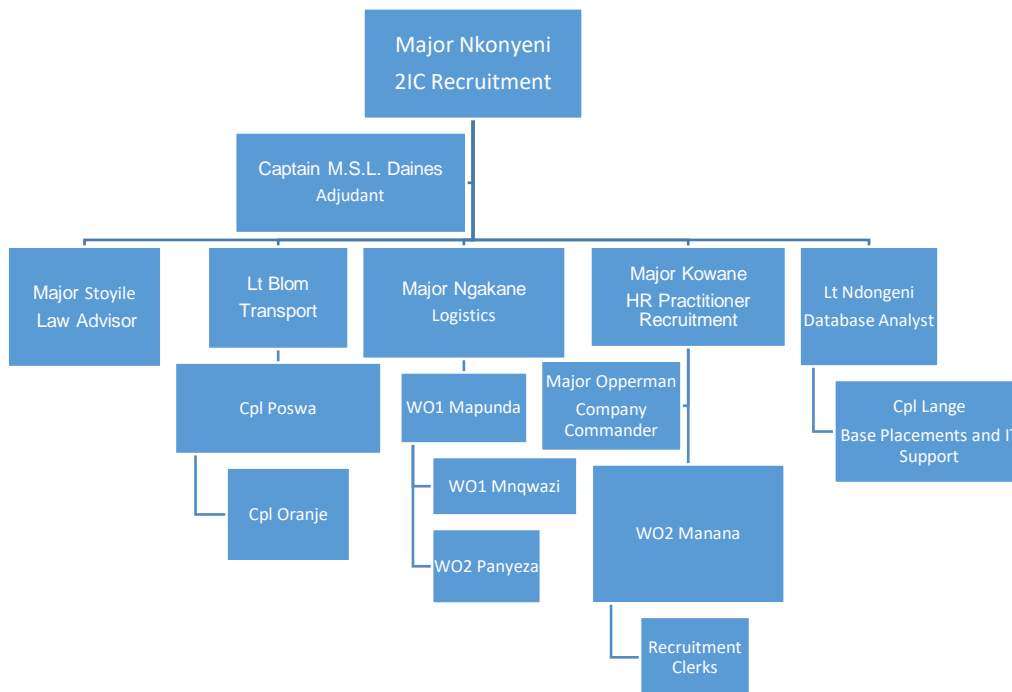 Major Nkonyeni
2IC Recruitment
Captain M.S.L. Daines
Adjudant
Major Stoyile
Law Advisor
Lt Blom
Transport
Major Ngakane
Logistics
Major Kowane
HR Practitioner
Recruitment
Lt Ndongeni
Database Analyst
Cpl Poswa
Cpl Oranje
WO1 Mapunda
WO1 Mnqwazi
WO2 Panyeza
Major Opperman
Company
Commander
WO2 Manana
Recruitment
Clerks
Cpl Lange
Base Placements and IT
Support